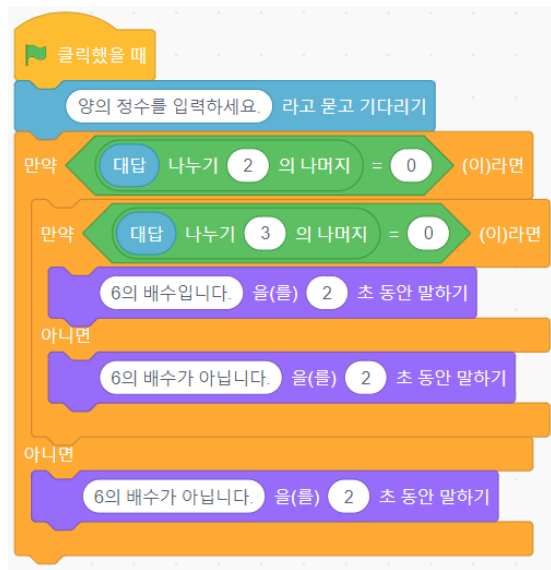 클릭했을 때
양의 정수를 입력하세요. 라고 묻고 기다리기
만약 대답 나누기 2 의 나머지 = 0 (이)라면
만약 대답 나누기 3 의 나머지 = 0 (이)라면
6의 배수입니다. 을(를) 2 초 동안 말하기
아니면
6의 배수가 아닙니다. 을(를) 2 초 동안 말하기
아니면
6의 배수가 아닙니다. 을(를) 2 초 동안 말하기